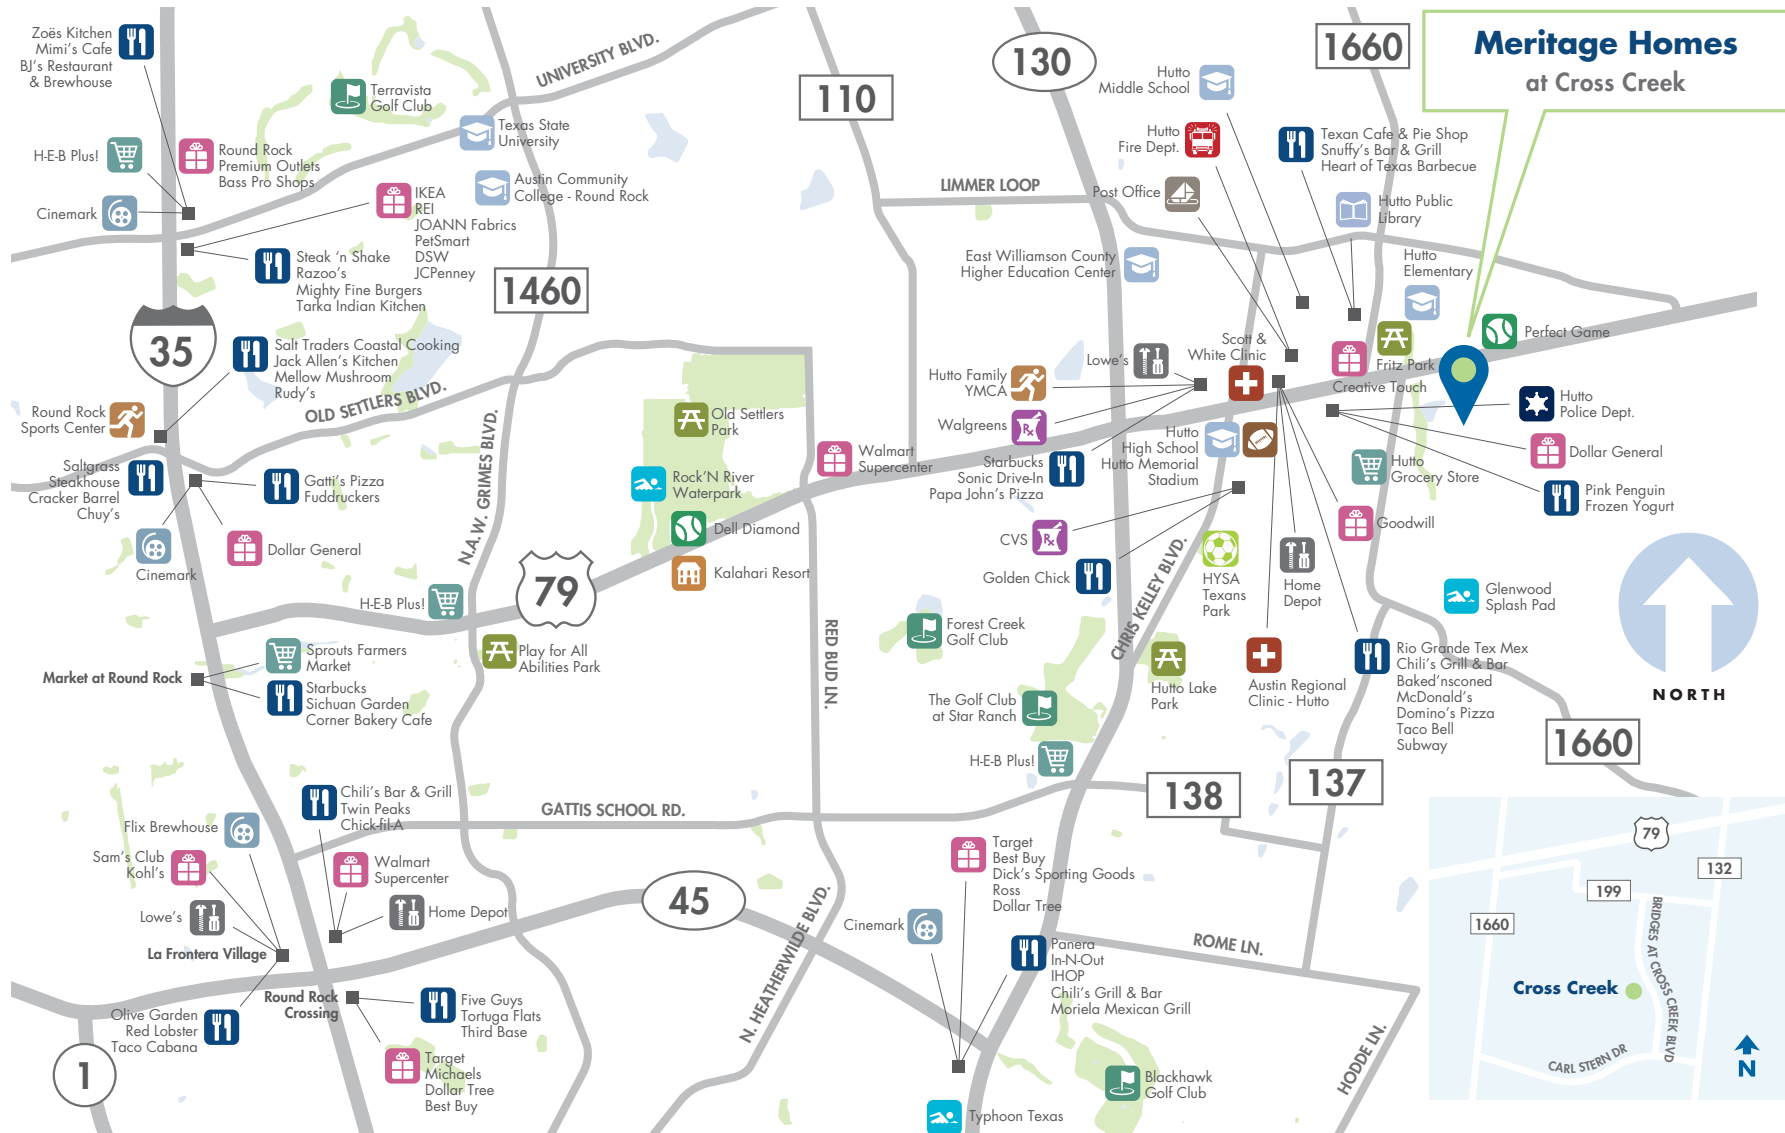 Zoës Kitchen
Mimi's Cafe
BJ's Restaurant
& Brewhouse
H-E-B Plus!
Cinemark
Round Rock
Premium Outlets
Bass Pro Shops
Terravista
Golf Club
UNIVERSITY BLVD.
Texas State
University
Austin Community
College - Round Rock
IKEA
REI
JOANN Fabrics
PetSmart
DSW
JCPenney
Steak 'n Shake
Razoo's
Mighty Fine Burgers
Tarka Indian Kitchen
1460
35
Salt Traders Coastal Cooking
Jack Allen's Kitchen
Mellow Mushroom
Rudy's
OLD SETTLERS BLVD.
Round Rock
Sports Center
Saltgrass
Steakhouse
Cracker Barrel
Chuy's
Gatti's Pizza
Fuddruckers
Cinemark
Dollar General
N.A.W. GRIMES BLVD.
H-E-B Plus!
79
Play for All
Abilities Park
Sprouts Farmers
Market
Market at Round Rock
Starbucks
Sichuan Garden
Corner Bakery Cafe
Old Settlers
Park
Rock'N River
Waterpark
Dell Diamond
Kalahari Resort
Walmart
Supercenter
RED BUD LN.
110
130
1660
LIMMER LOOP
Hutto
Middle School
Hutto
Fire Dept.
Post Office
Texan Cafe & Pie Shop
Snuffy's Bar & Grill
Heart of Texas Barbecue
Hutto Public
Library
East Williamson County
Higher Education Center
Hutto
Elementary
Meritage Homes
at Cross Creek
Perfect Game
Scott &
White Clinic
Lowe's
Hutto Family
YMCA
Walgreens
Fritz Park
Creative Touch
Hutto
Police Dept.
Dollar General
Pink Penguin
Frozen Yogurt
Hutto
High School
Hutto Memorial
Stadium
Starbucks
Sonic Drive-In
Papa John's Pizza
Hutto
Grocery Store
Goodwill
CVS
Golden Chick
CHRIS KELLEY BLVD.
HYSA
Texans
Park
Home
Depot
Glenwood
Splash Pad
NORTH
Forest Creek
Golf Club
Hutto Lake
Park
Austin Regional
Clinic - Hutto
Rio Grande Tex Mex
Chili's Grill & Bar
Baked'nsconed
McDonald's
Domino's Pizza
Taco Bell
Subway
The Golf Club
at Star Ranch
H-E-B Plus!
1660
138
137
Chili's Bar & Grill
Twin Peaks
Chick-fil-A
GATTIS SCHOOL RD.
Flix Brewhouse
Sam's Club
Kohl's
Lowe's
La Frontera Village
Walmart
Supercenter
Home Depot
45
N. HEATHERWILDE BLVD.
Round Rock
Crossing
Olive Garden
Red Lobster
Taco Cabana
Five Guys
Tortuga Flats
Third Base
Target
Michaels
Dollar Tree
Best Buy
1
Target
Best Buy
Dick's Sporting Goods
Ross
Dollar Tree
Cinemark
Panera
In-N-Out
IHOP
Chili's Grill & Bar
Moriela Mexican Grill
ROME LN.
HODDE LN.
Blackhawk
Golf Club
Typhoon Texas
79
132
199
1660
BRIDGES AT CROSS CREEK BLVD
Cross Creek
CARL STERN DR
N